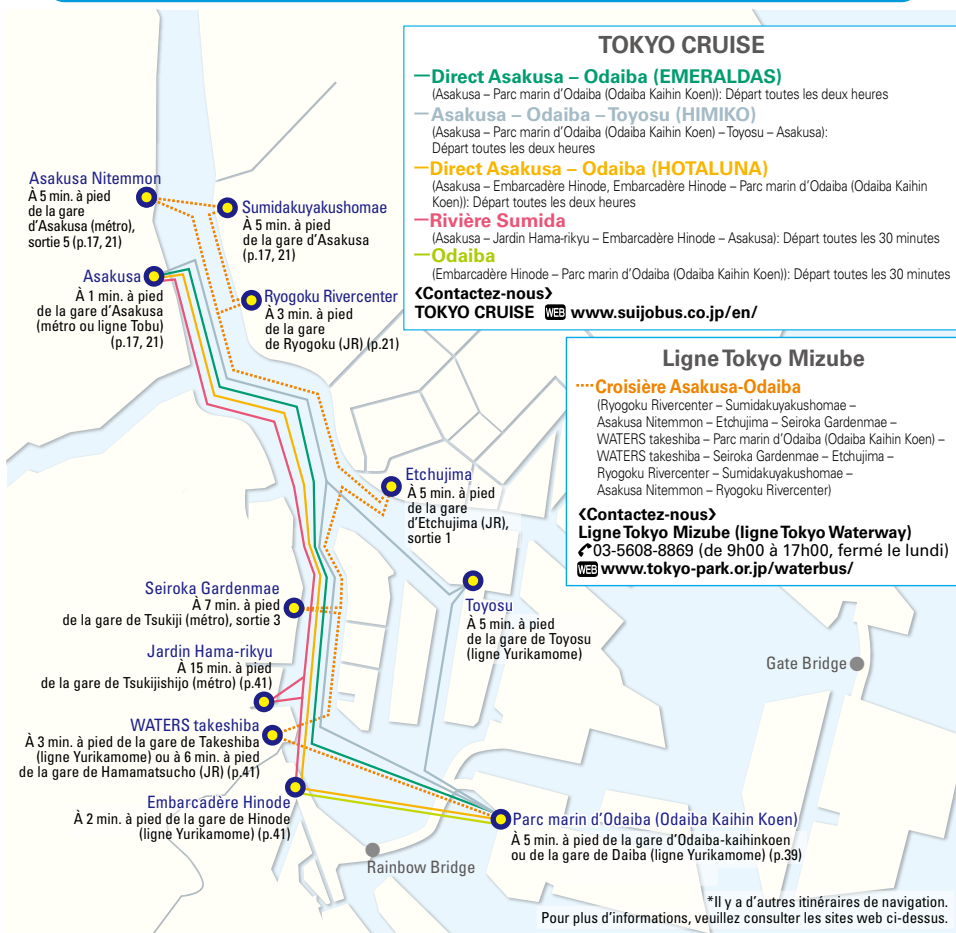 TOKYO CRUISE
Direct Asakusa – Odaiba (EMERALDAS)
(Asakusa – Parc marin d'Odaiba (Odaiba Kaihin Koen)): Départ toutes les deux heures
Asakusa – Odaiba – Toyosu (HIMIKO)
(Asakusa – Parc marin d'Odaiba (Odaiba Kaihin Koen) – Toyosu – Asakusa):
Départ toutes les deux heures
Direct Asakusa – Odaiba (HOTALUNA)
(Asakusa – Embarcadère Hinode, Embarcadère Hinode – Parc marin d'Odaiba (Odaiba Kaihin
Koen)): Départ toutes les deux heures
Rivière Sumida
(Asakusa – Jardin Hama-rikyu – Embarcadère Hinode – Asakusa): Départ toutes les 30 minutes
Odaiba
(Embarcadère Hinode – Parc marin d'Odaiba (Odaiba Kaihin Koen)): Départ toutes les 30 minutes
‹Contactez-nous›
TOKYO CRUISE WEB www.suijobus.co.jp/en/
Ligne Tokyo Mizube
Croisière Asakusa-Odaiba
(Ryogoku Rivercenter – Sumidakuyakushomae –
Asakusa Nitemmon – Etchujima – Seiroka Gardenmae –
WATERS takeshiba – Parc marin d'Odaiba (Odaiba Kaihin Koen) –
WATERS takeshiba – Seiroka Gardenmae – Etchujima –
Ryogoku Rivercenter – Sumidakuyakushomae –
Asakusa Nitemmon – Ryogoku Rivercenter)
‹Contactez-nous›
Ligne Tokyo Mizube (ligne Tokyo Waterway)
03-5608-8869 (de 9h00 à 17h00, fermé le lundi)
WEB www.tokyo-park.or.jp/waterbus/
Asakusa Nitemmon
À 5 min. à pied
de la gare
d'Asakusa (métro),
sortie 5 (p.17, 21)
Sumidakuyakushomae
À 5 min. à pied
de la gare d'Asakusa
(p.17, 21)
Asakusa
À 1 min. à pied
de la gare d'Asakusa
(métro ou ligne Tobu)
(p.17, 21)
Ryogoku Rivercenter
À 3 min. à pied
de la gare
de Ryogoku (JR) (p.21)
Etchujima
À 5 min. à pied
de la gare
d'Etchujima (JR),
sortie 1
Seiroka Gardenmae
À 7 min. à pied
de la gare de Tsukiji (métro), sortie 3
Toyosu
À 5 min. à pied
de la gare de Toyosu
(ligne Yurikamome)
Jardin Hama-rikyu
À 15 min. à pied
de la gare de Tsukijishijo (métro) (p.41)
Gate Bridge
WATERS takeshiba
À 3 min. à pied de la gare de Takeshiba
(ligne Yurikamome) ou à 6 min. à pied
de la gare de Hamamatsucho (JR) (p.41)
Embarcadère Hinode
À 2 min. à pied de la gare de Hinode
(ligne Yurikamome) (p.41)
Parc marin d'Odaiba (Odaiba Kaihin Koen)
À 5 min. à pied de la gare d'Odaiba-kaihinkoen
ou de la gare de Daiba (ligne Yurikamome) (p.39)
Rainbow Bridge
*Il y a d'autres itinéraires de navigation.
Pour plus d'informations, veuillez consulter les sites web ci-dessus.